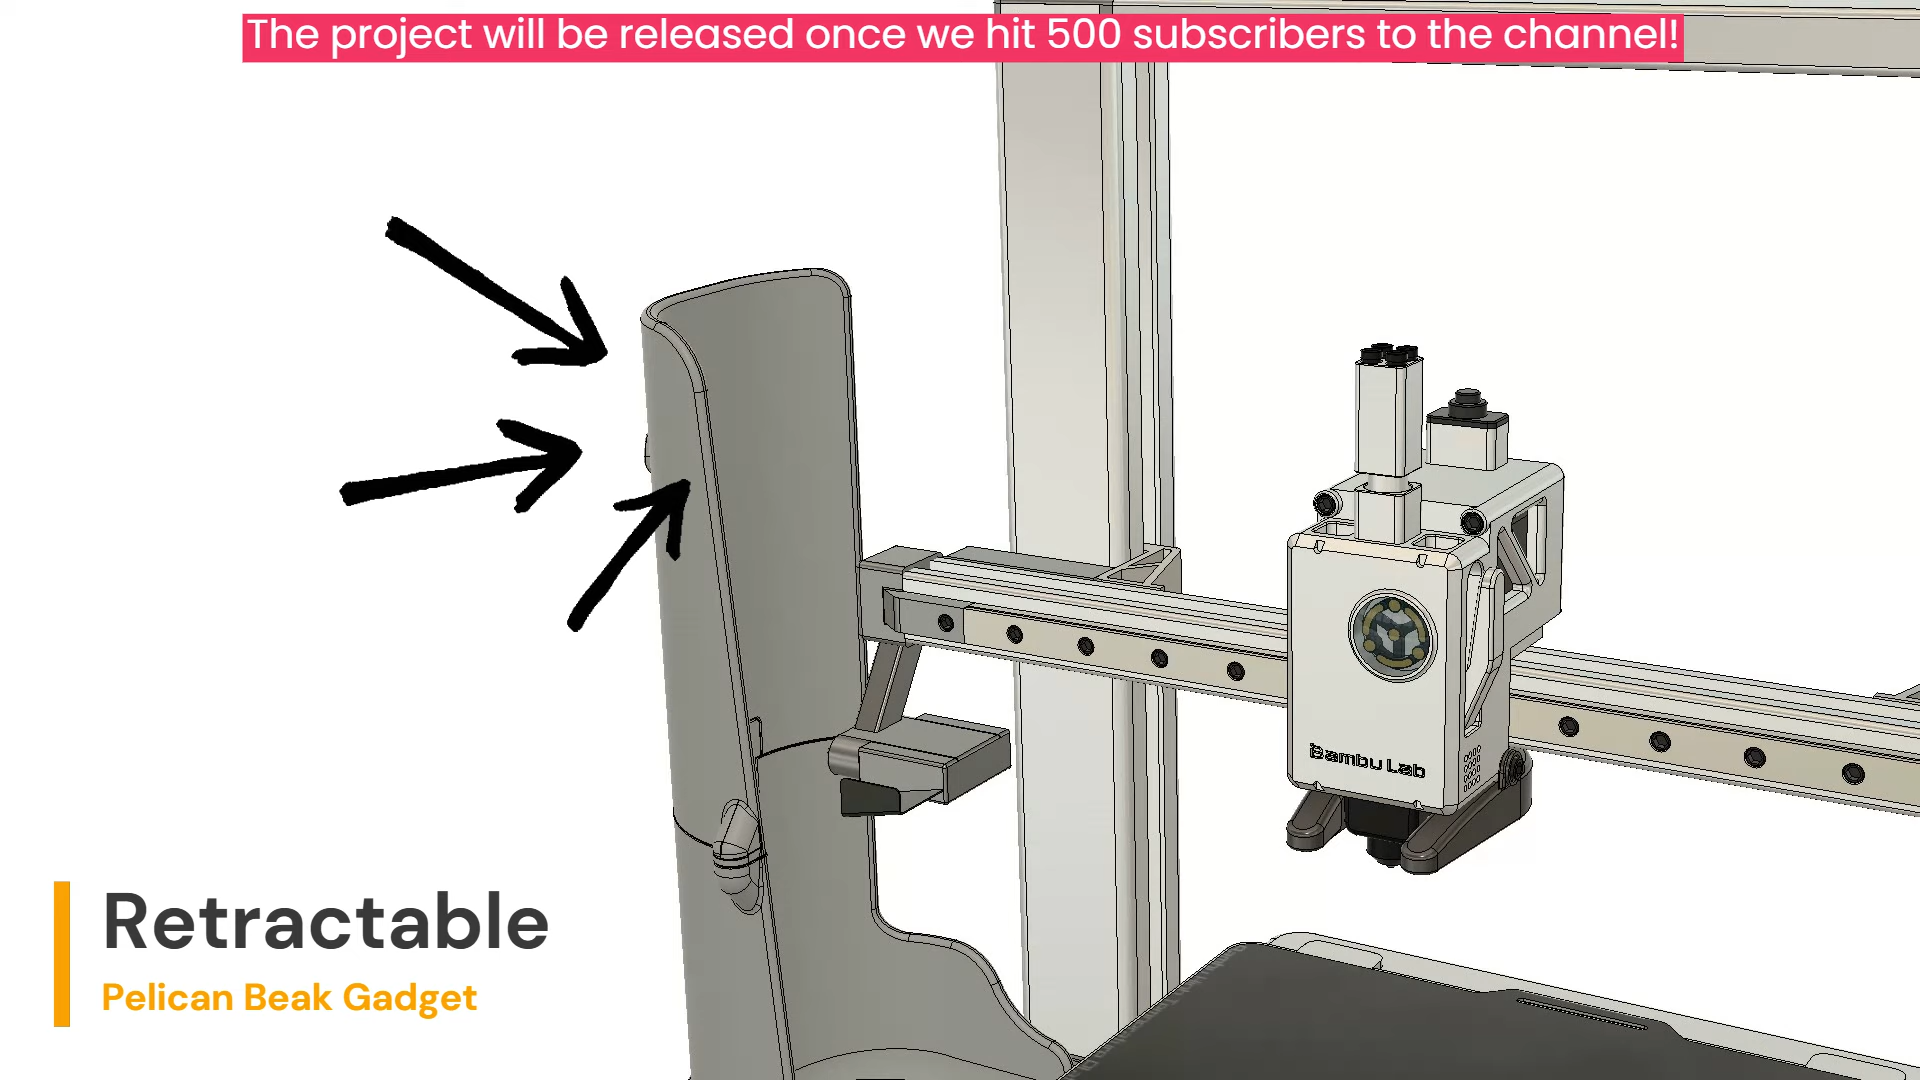 The project will be released once we hit 500 subscribers to the channel!
Bambu Lab
Retractable
Pelican Beak Gadget